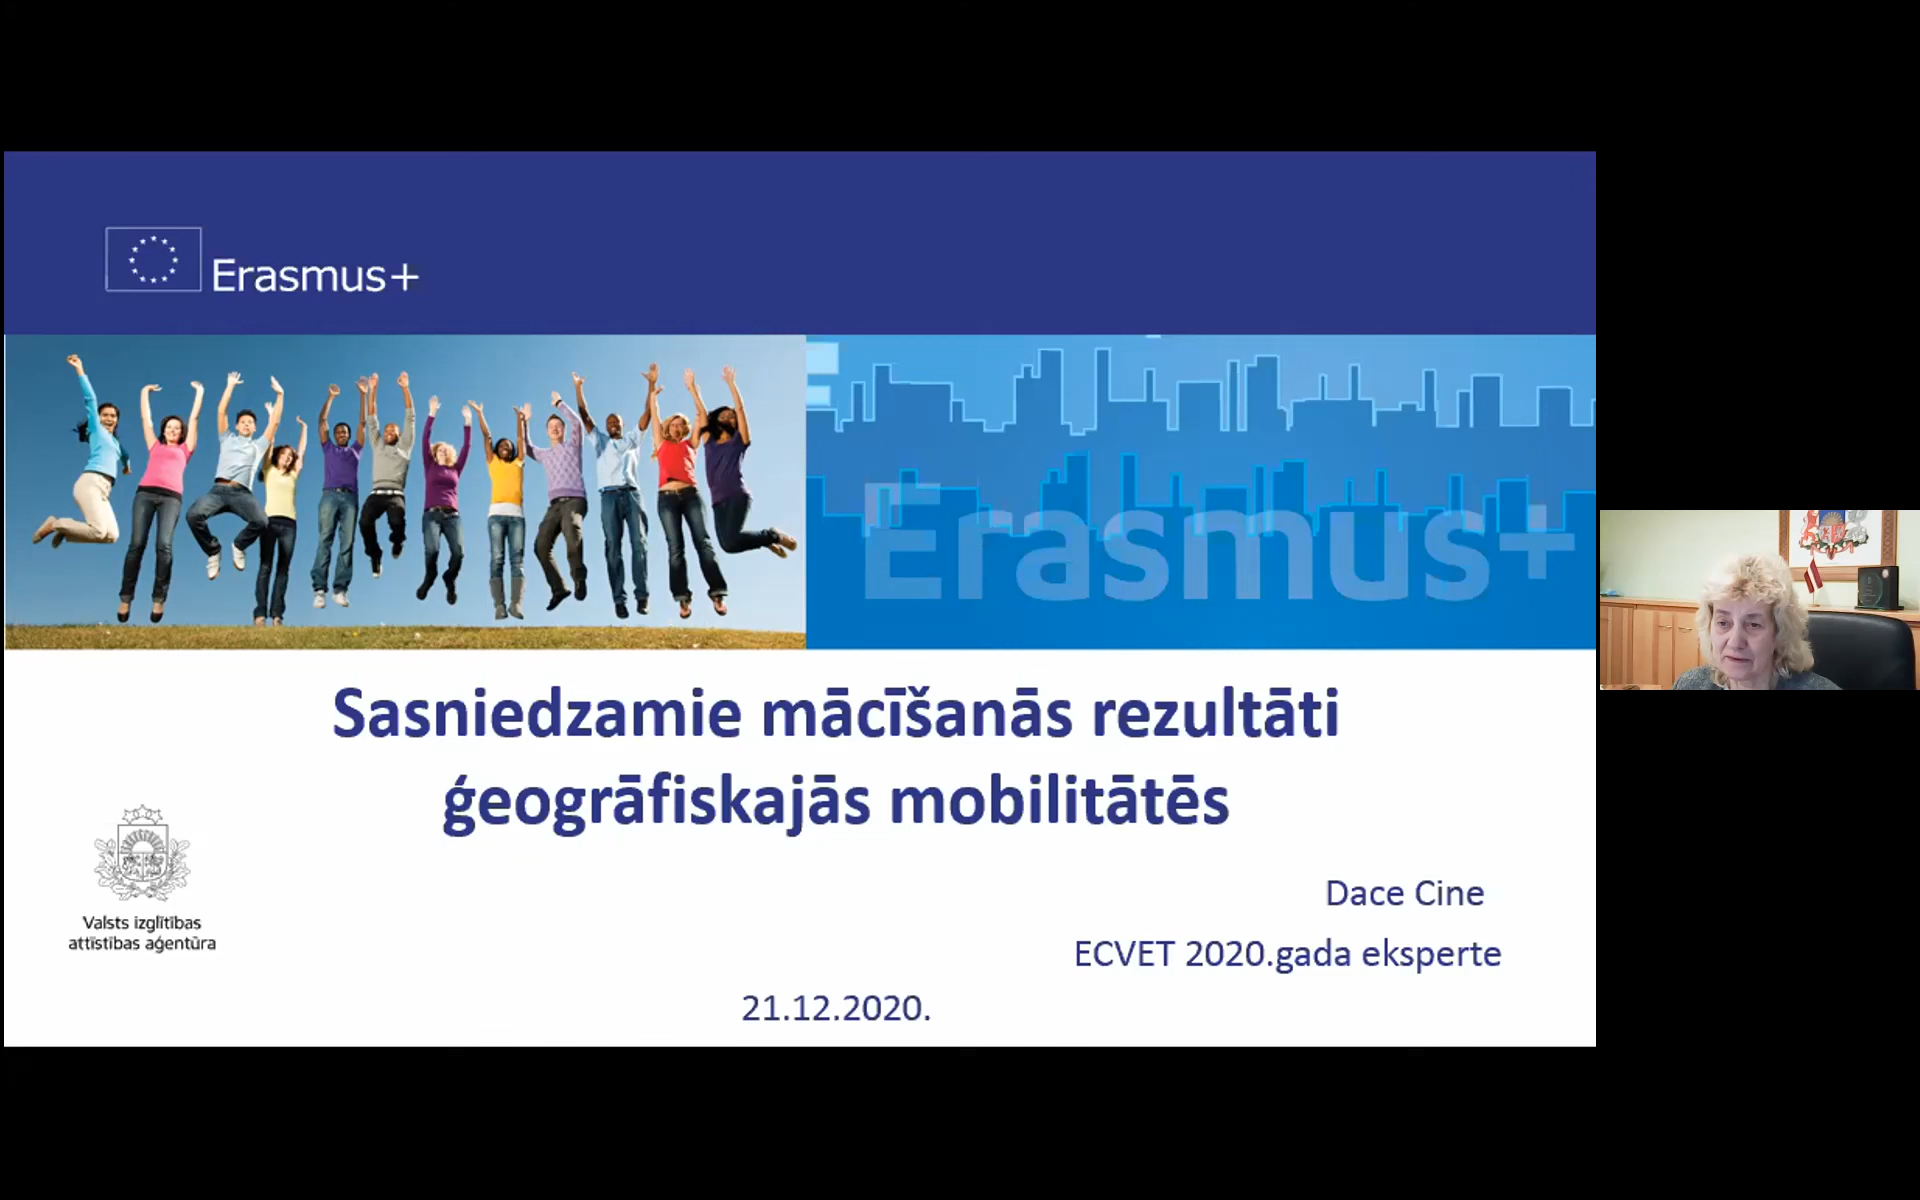 Erasmus+
Erasmus+
Sasniedzamie mācīšanās rezultāti
ģeogrāfiskajās mobilitātēs
Valsts izglītības
attīstības aģentūra
Dace Cine
ECVET 2020.gada eksperte
21.12.2020.